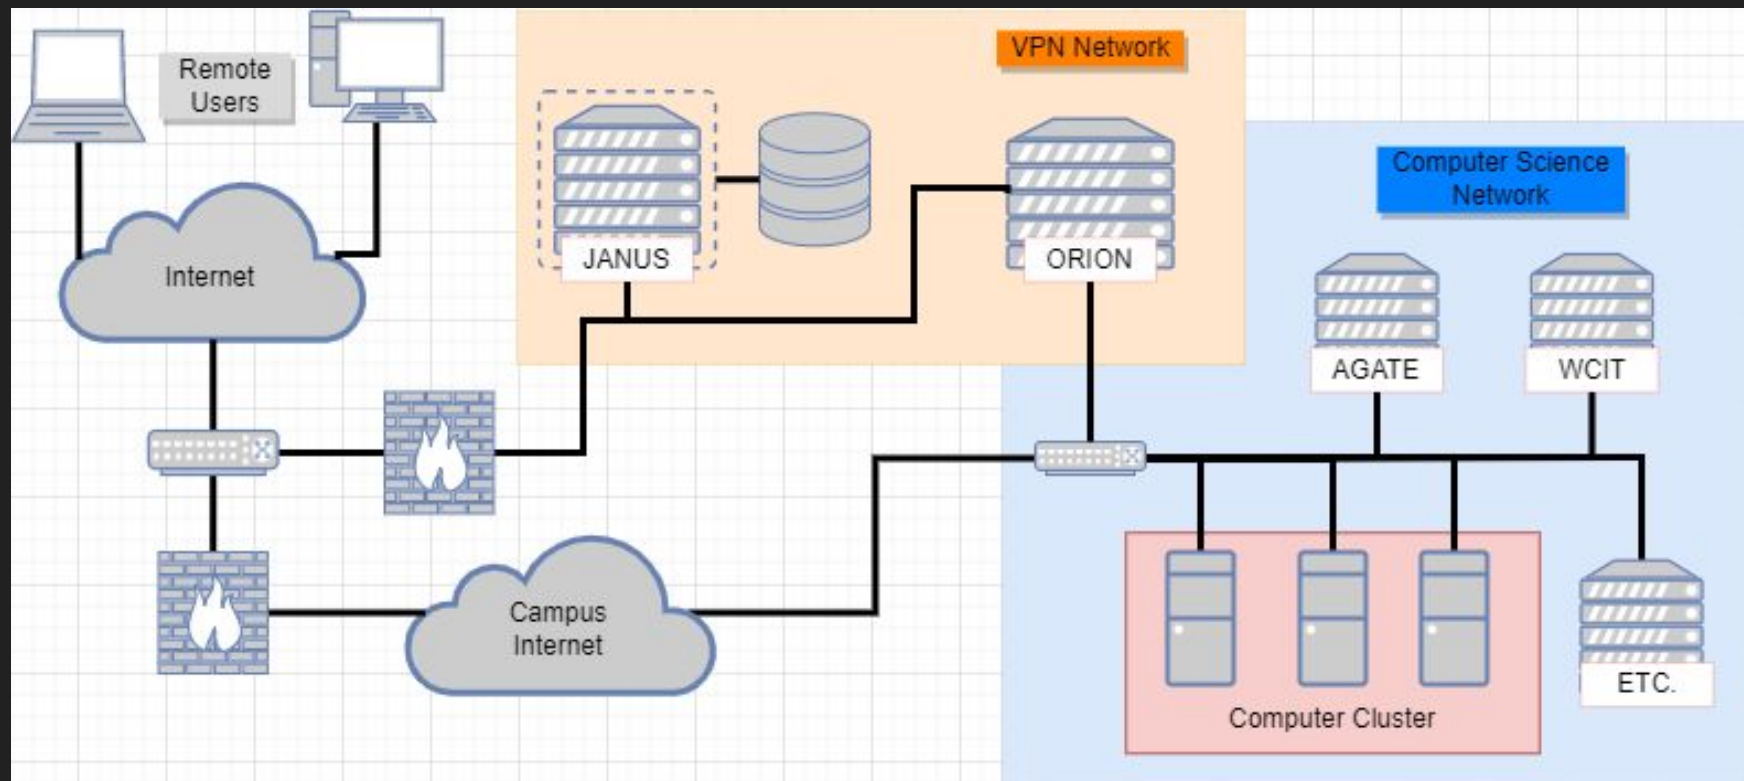 Remote
Users
VPN Network
Computer Science
Network
JANUS
ORION
Internet
AGATE
WCIT
Campus
Internet
ETC.
Computer Cluster